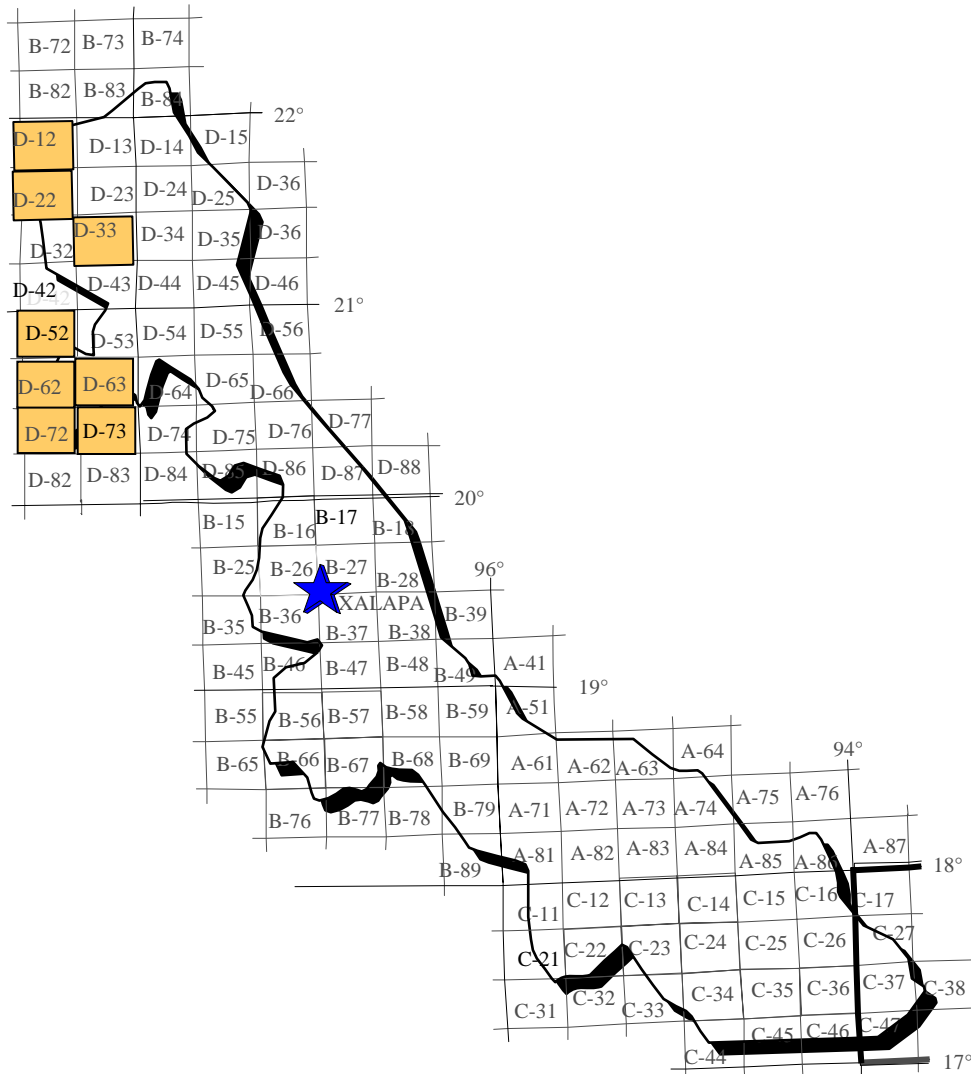 B-72 B-73 B-74
B-82 B-83 B-84
22°
D-12 D-13 D-14 D-15
D-22 D-23 D-24 D-25 D-36
D-32 D-33 D-34 D-35 D-36
D-42 D-43 D-44 D-45 D-46
D-42
21°
D-52 D-53 D-54 D-55 D-56
D-62 D-63 D-64 D-65 D-66
D-72 D-73 D-74 D-75 D-76 D-77
D-82 D-83 D-84 D-85 D-86 D-87 D-88
20°
B-15 B-16 B-17 B-18
B-25 B-26 B-27 B-28 96°
XALAPA
B-35 B-36 B-37 B-38 B-39
B-45 B-46 B-47 B-48 B-49 A-41
19°
B-55 B-56 B-57 B-58 B-59 A-51
B-65 B-66 B-67 B-68 B-69 A-61 A-62 A-63 A-64 94°
B-76 B-77 B-78 B-79 A-71 A-72 A-73 A-74 A-75 A-76
B-89 A-81 A-82 A-83 A-84 A-85 A-86 A-87
18°
C-11 C-12 C-13 C-14 C-15 C-16 C-17
C-21 C-22 C-23 C-24 C-25 C-26 C-27
C-31 C-32 C-33 C-34 C-35 C-36 C-37 C-38
C-44 C-45 C-46 C-47
17°